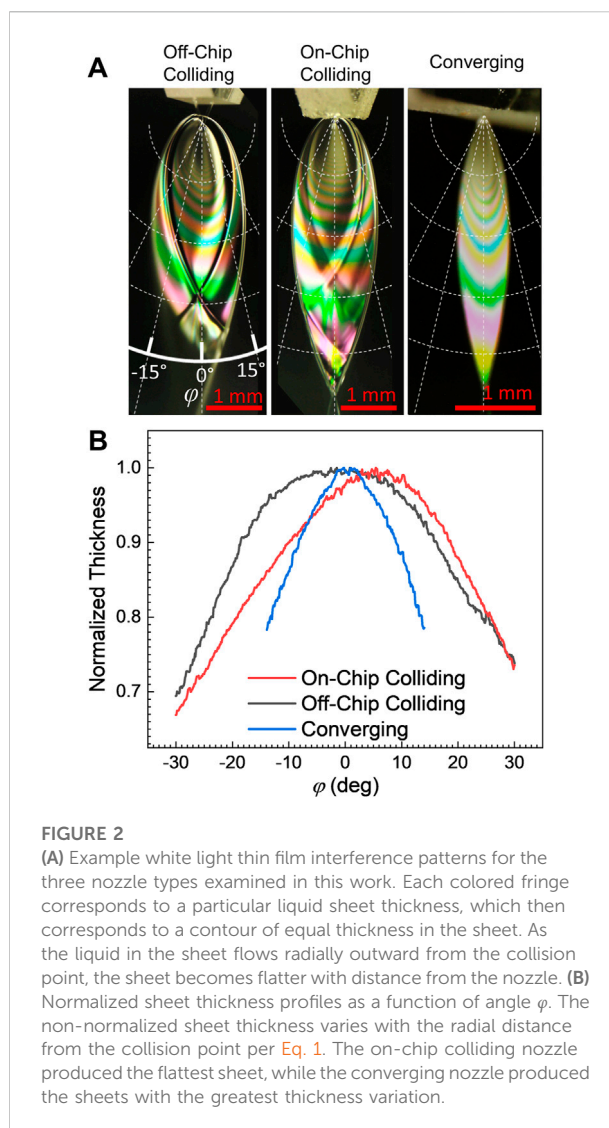 A
Off-Chip
Colliding
On-Chip
Colliding
Converging
-15°
0°
15°
φ
1 mm
1 mm
1 mm
B
Normalized Thickness
1.0
0.9
0.8
0.7
On-Chip Colliding
Off-Chip Colliding
Converging
-30
-20
-10
0
10
20
30
φ (deg)
FIGURE 2
(A) Example white light thin film interference patterns for the
three nozzle types examined in this work. Each colored fringe
corresponds to a particular liquid sheet thickness, which then
corresponds to a contour of equal thickness in the sheet. As
the liquid in the sheet flows radially outward from the collision
point, the sheet becomes flatter with distance from the nozzle. (B)
Normalized sheet thickness profiles as a function of angle φ. The
non-normalized sheet thickness varies with the radial distance
from the collision point per Eq. 1. The on-chip colliding nozzle
produced the flattest sheet, while the converging nozzle produced
the sheets with the greatest thickness variation.